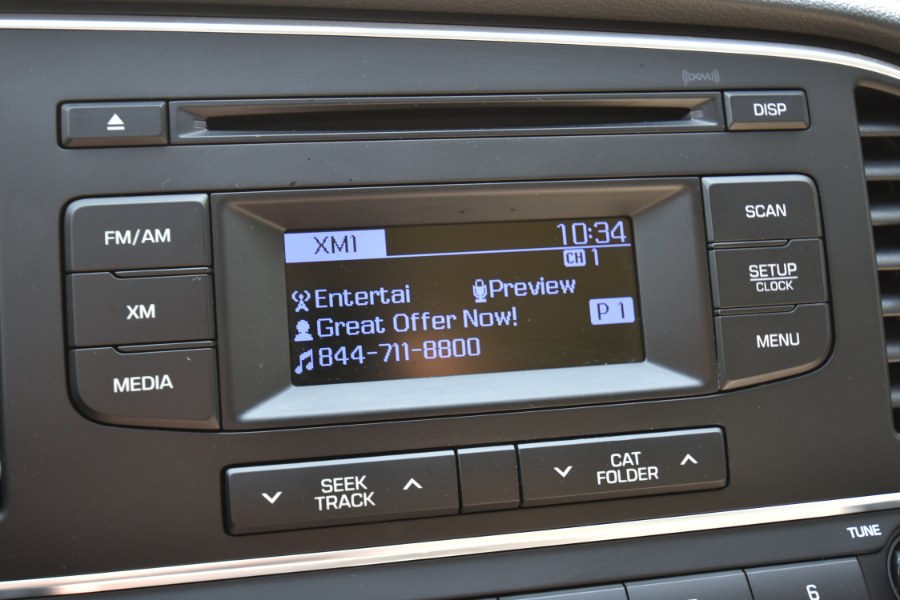 (((XM)))
DISP
FM/AM
XM
MEDIA
XM1
10:34
CH 1
Entertai
Preview
Great Offer Now!
P 1
844-711-8800
SCAN
SETUP
CLOCK
MENU
SEEK
TRACK
CAT
FOLDER
TUNE
6